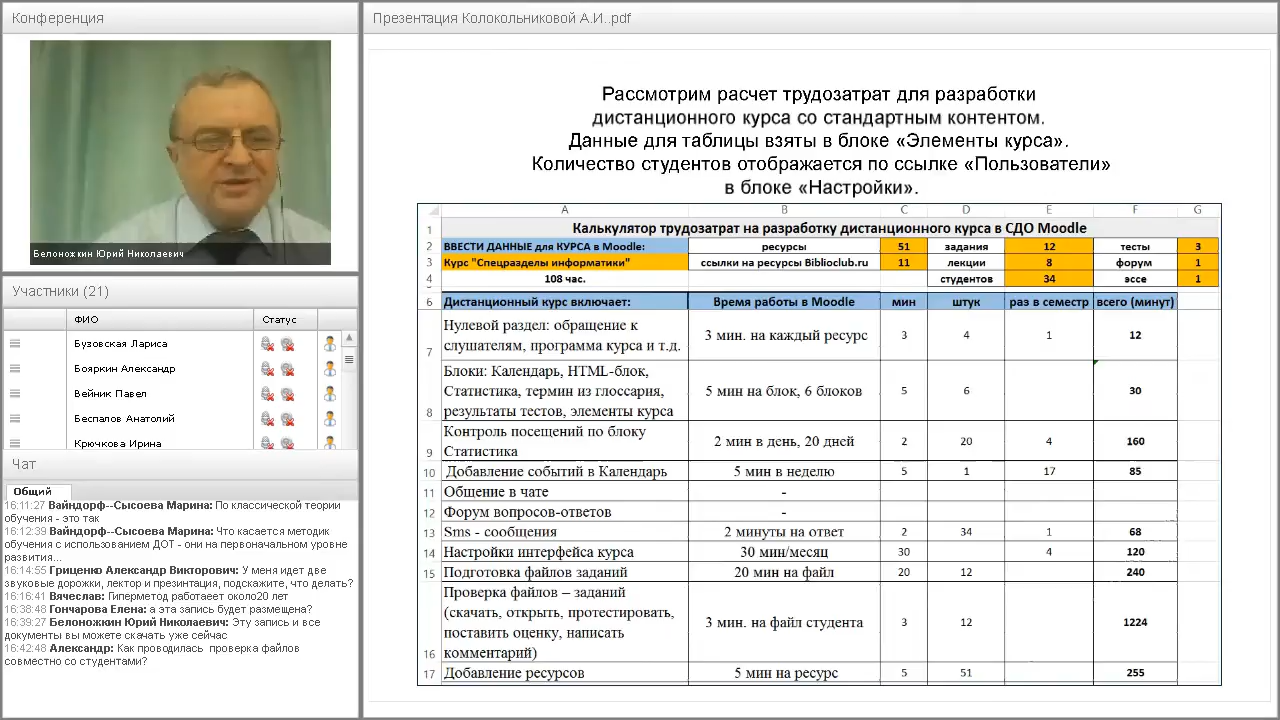 Конференция
Белоножкин Юрий Николаевич
Участники (21)
ФИО Статус
Бузовская Лариса
Бояркин Александр
Вейник Павел
Беспалов Анатолий
Крючкова Ирина
Чат
Общий
16:11:27 Вайндорф--Сысоева Марина: По классической теории
обучения - это так
16:12:39 Вайндорф--Сысоева Марина: Что касается методик
обучения с использованием ДОТ - они на первоначальном уровне
развития...
16:14:55 Гриценко Александр Викторович: У меня идет две
звуковые дорожки, лектор и презинтация, подскажите, что делать?
16:16:41 Вячеслав: Гиперметод работаеет около20 лет
16:38:48 Гончарова Елена: а эта запись будет размещена?
16:39:27 Белоножкин Юрий Николаевич: Эту запись и все
документы вы можете скачать уже сейчас
16:42:48 Александр: Как проводилась проверка файлов
совместно со студентами?
Презентация Колокольниковой А.И..pdf
Рассмотрим расчет трудозатрат для разработки
дистанционного курса со стандартным контентом.
Данные для таблицы взяты в блоке «Элементы курса».
Количество студентов отображается по ссылке «Пользователи»
в блоке «Настройки».
A B C D E F G
1 Калькулятор трудозатрат на разработку дистанционного курса в СДО Moodle
2 ВВЕСТИ ДАННЫЕ для КУРСА в Moodle: ресурсы 51 задания 12 тесты 3
3 Курс "Спецразделы информатики" ссылки на ресурсы Biblioclub.ru 11 лекции 8 форум 1
4 108 час. студентов 34 эссе 1
6 Дистанционный курс включает: Время работы в Moodle мин штук раз в семестр всего (минут)
Нулевой раздел: обращение к
7 слушателям, программа курса и т.д. 3 мин. на каждый ресурс 3 4 1 12
Блоки: Календарь, HTML-блок,
Статистика, термин из глоссария,
8 результаты тестов, элементы курса 5 мин на блок, 6 блоков 5 6 30
Контроль посещений по блоку
9 Статистика 2 мин в день, 20 дней 2 20 4 160
10 Добавление событий в Календарь 5 мин в неделю 5 1 17 85
11 Общение в чате -
12 Форум вопросов-ответов -
13 Sms - сообщения 2 минуты на ответ 2 34 1 68
14 Настройки интерфейса курса 30 мин/месяц 30 4 120
15 Подготовка файлов заданий 20 мин на файл 20 12 240
Проверка файлов – заданий
(скачать, открыть, протестировать,
поставить оценку, написать
16 комментарий) 3 мин. на файл студента 3 12 1224
17 Добавление ресурсов 5 мин на ресурс 5 51 255